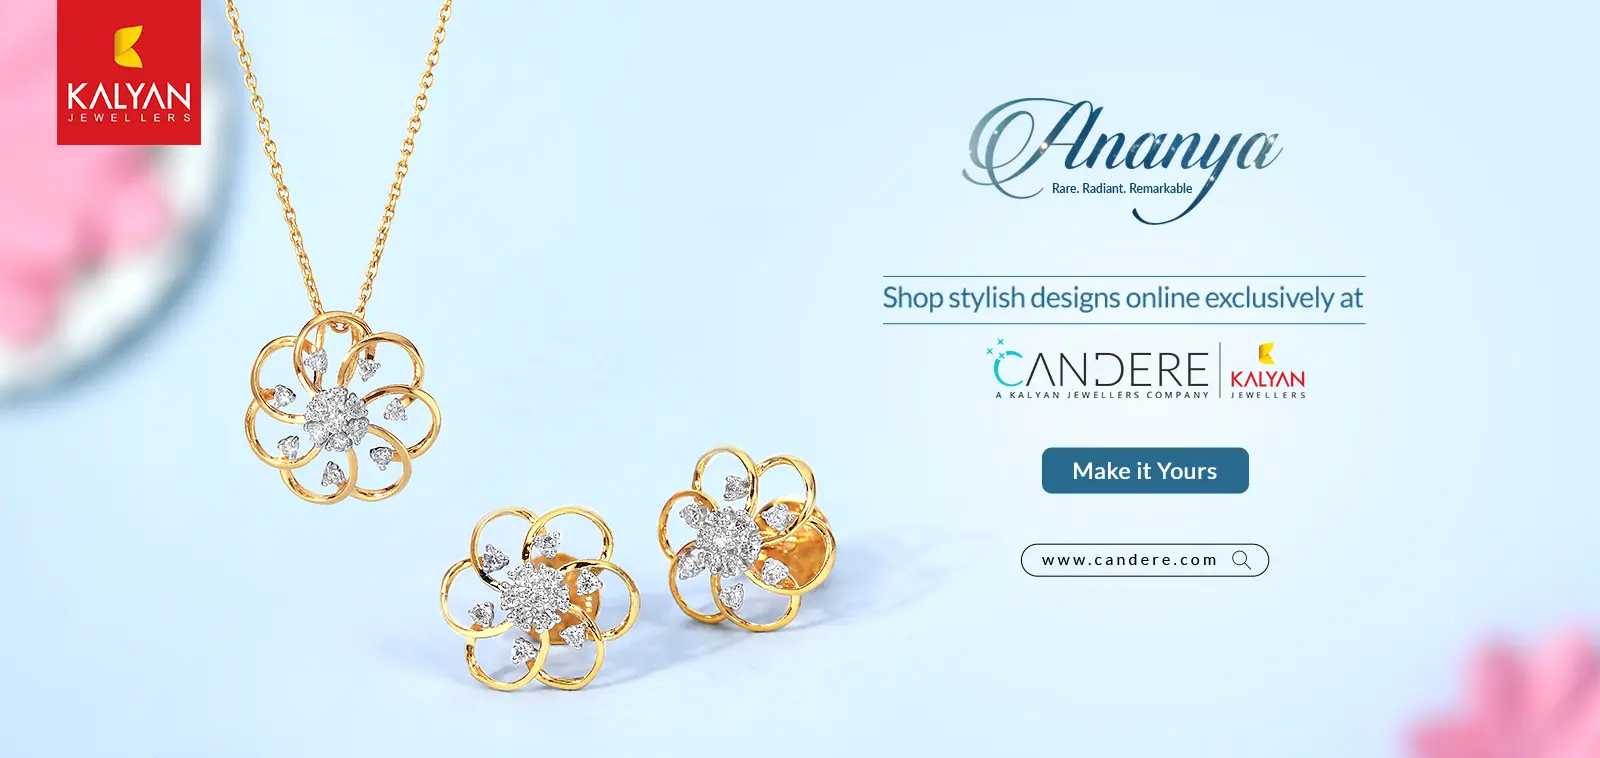 KALYAN
JEWELLERS
Ananya
Rare. Radiant. Remarkable
Shop stylish designs online exclusively at
CANDERE
A KALYAN JEWELLERS COMPANY
KALYAN
JEWELLERS
Make it Yours
www.candere.com